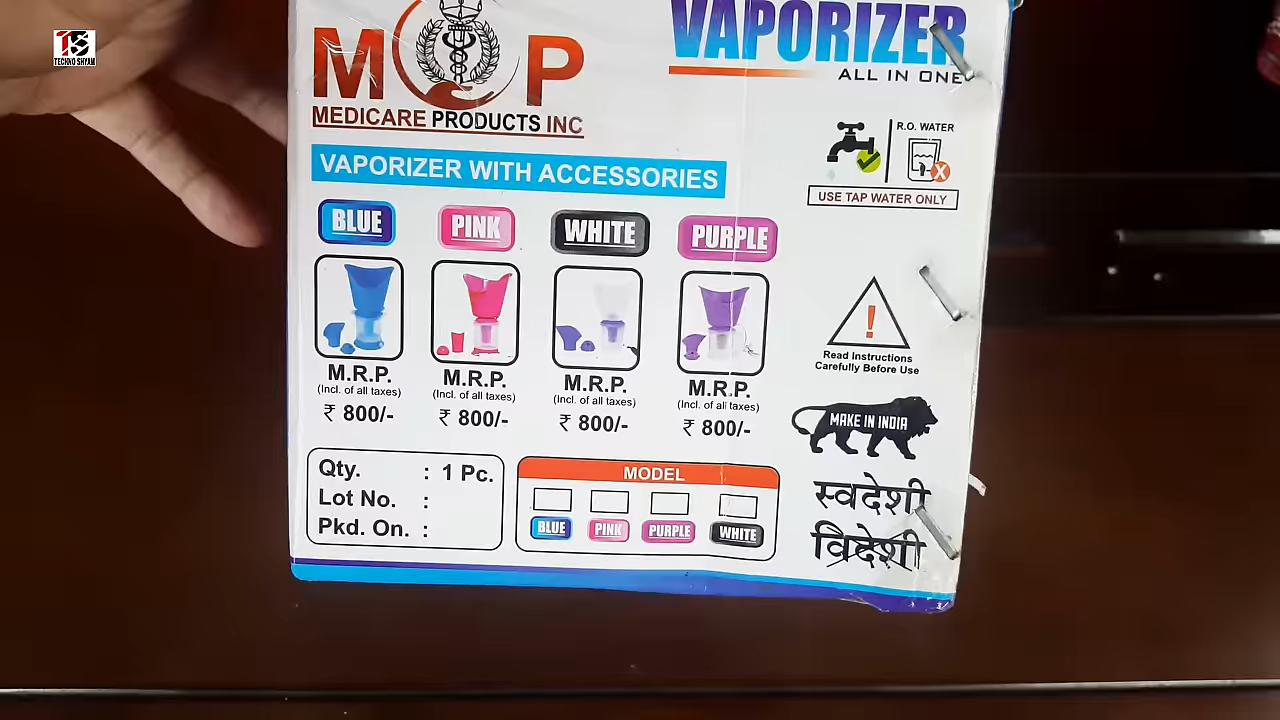 TS
TECHNO SHYAM
M P
MEDICARE PRODUCTS INC
VAPORIZER
ALL IN ONE
VAPORIZER WITH ACCESSORIES
R.O. WATER
USE TAP WATER ONLY
BLUE PINK WHITE PURPLE
M.R.P. M.R.P. M.R.P. M.R.P.
(Incl. of all taxes) (Incl. of all taxes) (Incl. of all taxes) (Incl. of all taxes)
₹ 800/- ₹ 800/- ₹ 800/- ₹ 800/-
Read Instructions
Carefully Before Use
MAKE IN INDIA
स्वदेशी
विदेशी
Qty. : 1 Pc.
Lot No. :
Pkd. On. :
MODEL
BLUE PINK PURPLE WHITE